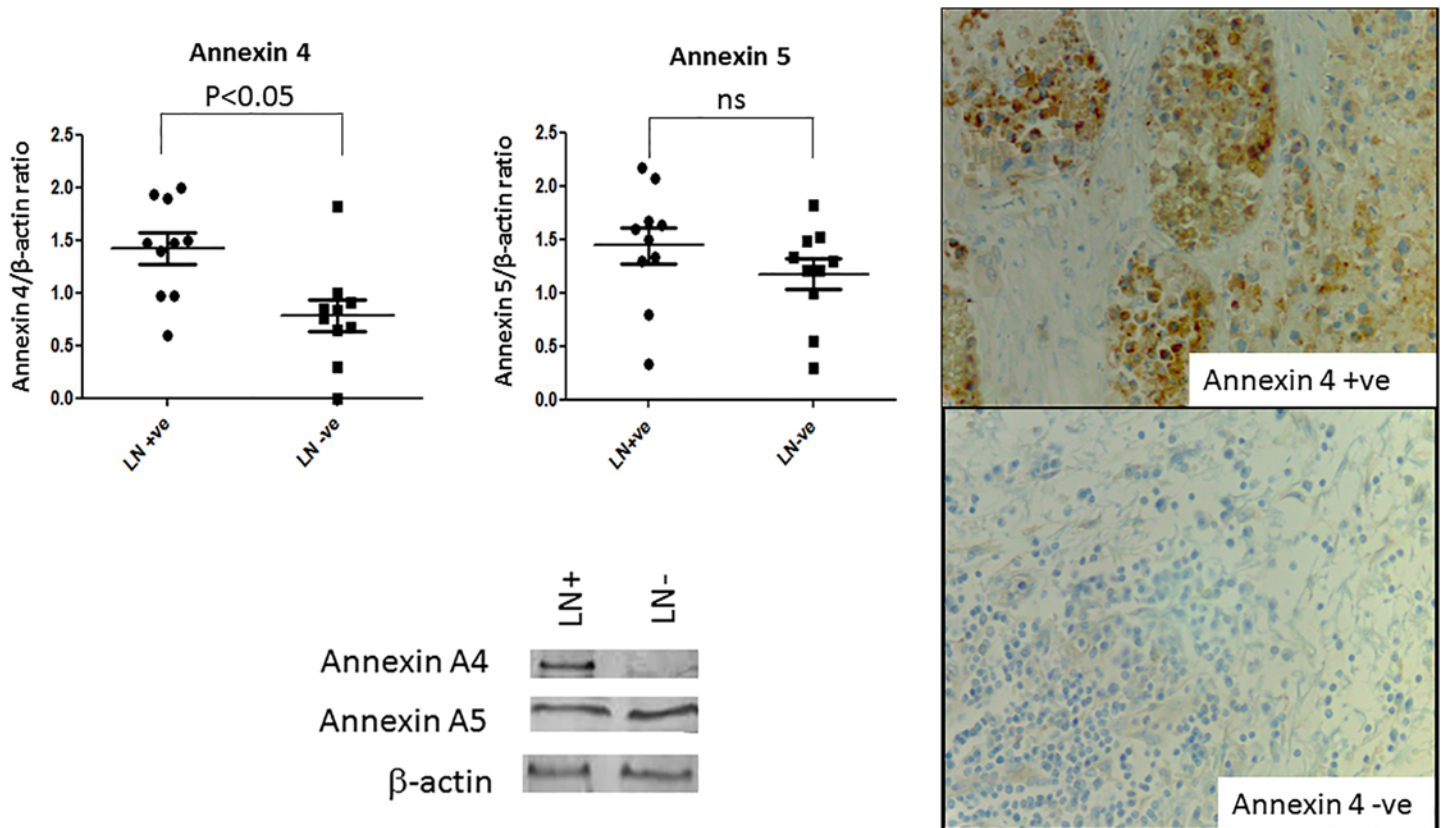 Annexin 4
P<0.05
Annexin 4/β-actin ratio
2.5
2.0
1.5
1.0
0.5
0.0
LN +ve
LN -ve
Annexin 5
ns
Annexin 5/β-actin ratio
2.5
2.0
1.5
1.0
0.5
0.0
LN+ve
LN-ve
LN+
LN-
Annexin A4
Annexin A5
β-actin
Annexin 4 +ve
Annexin 4 -ve